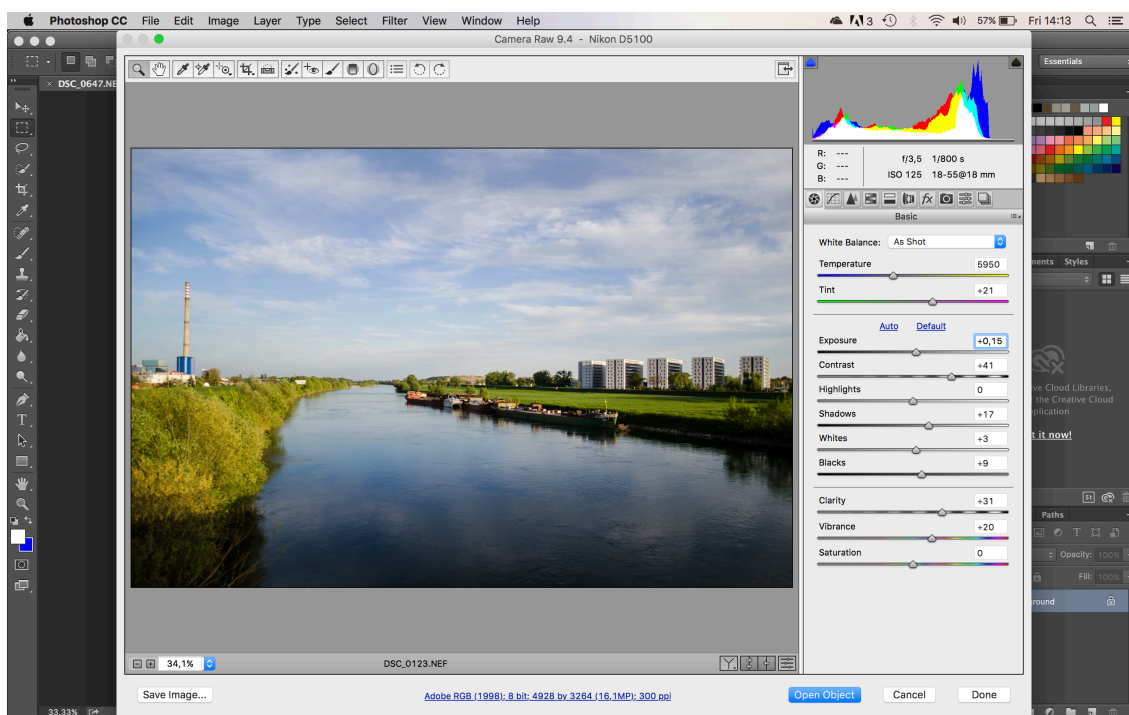 Photoshop CC File Edit Image Layer Type Select Filter View Window Help 3 57% Fri 14:13
Camera Raw 9.4 - Nikon D5100
Essentials
× DSC_0647.NE
R: ---
G: ---
B: ---
f/3,5 1/800 s
ISO 125 18-55@18 mm
fx
Basic
White Balance: As Shot
Temperature 5950
Tint +21
Auto Default
Exposure +0,15
Contrast +41
Highlights 0
Shadows +17
Whites +3
Blacks +9
Clarity +31
Vibrance +20
Saturation 0
ments Styles
ve Cloud Libraries,
the Creative Cloud
pplication
t it now!
St
Paths
Opacity: 100%
Fill: 100%
round
34,1% DSC_0123.NEF Y
Save Image... Adobe RGB (1998); 8 bit; 4928 by 3264 (16,1MP); 300 ppi Open Object Cancel Done
33,33%